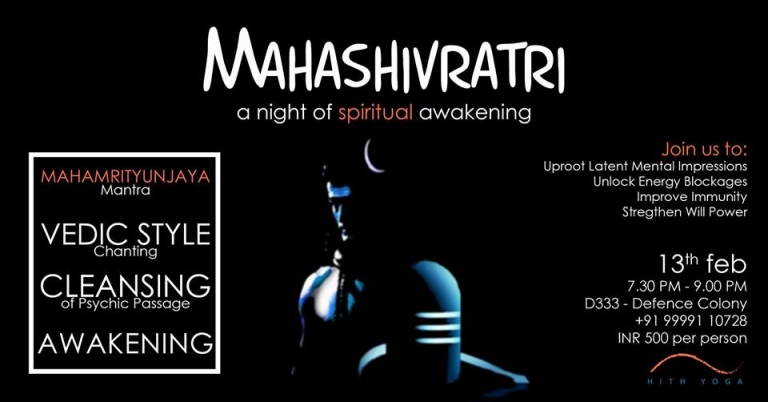 MAHASHIVRATRI
a night of spiritual awakening
MAHAMRITYUNJAYA
Mantra
VEDIC STYLE
Chanting
CLEANSING
of Psychic Passage
AWAKENING
Join us to:
Uproot Latent Mental Impressions
Unlock Energy Blockages
Improve Immunity
Stregthen Will Power
13th feb
7.30 PM - 9.00 PM
D333 - Defence Colony
+91 99991 10728
INR 500 per person
HITH YOGA